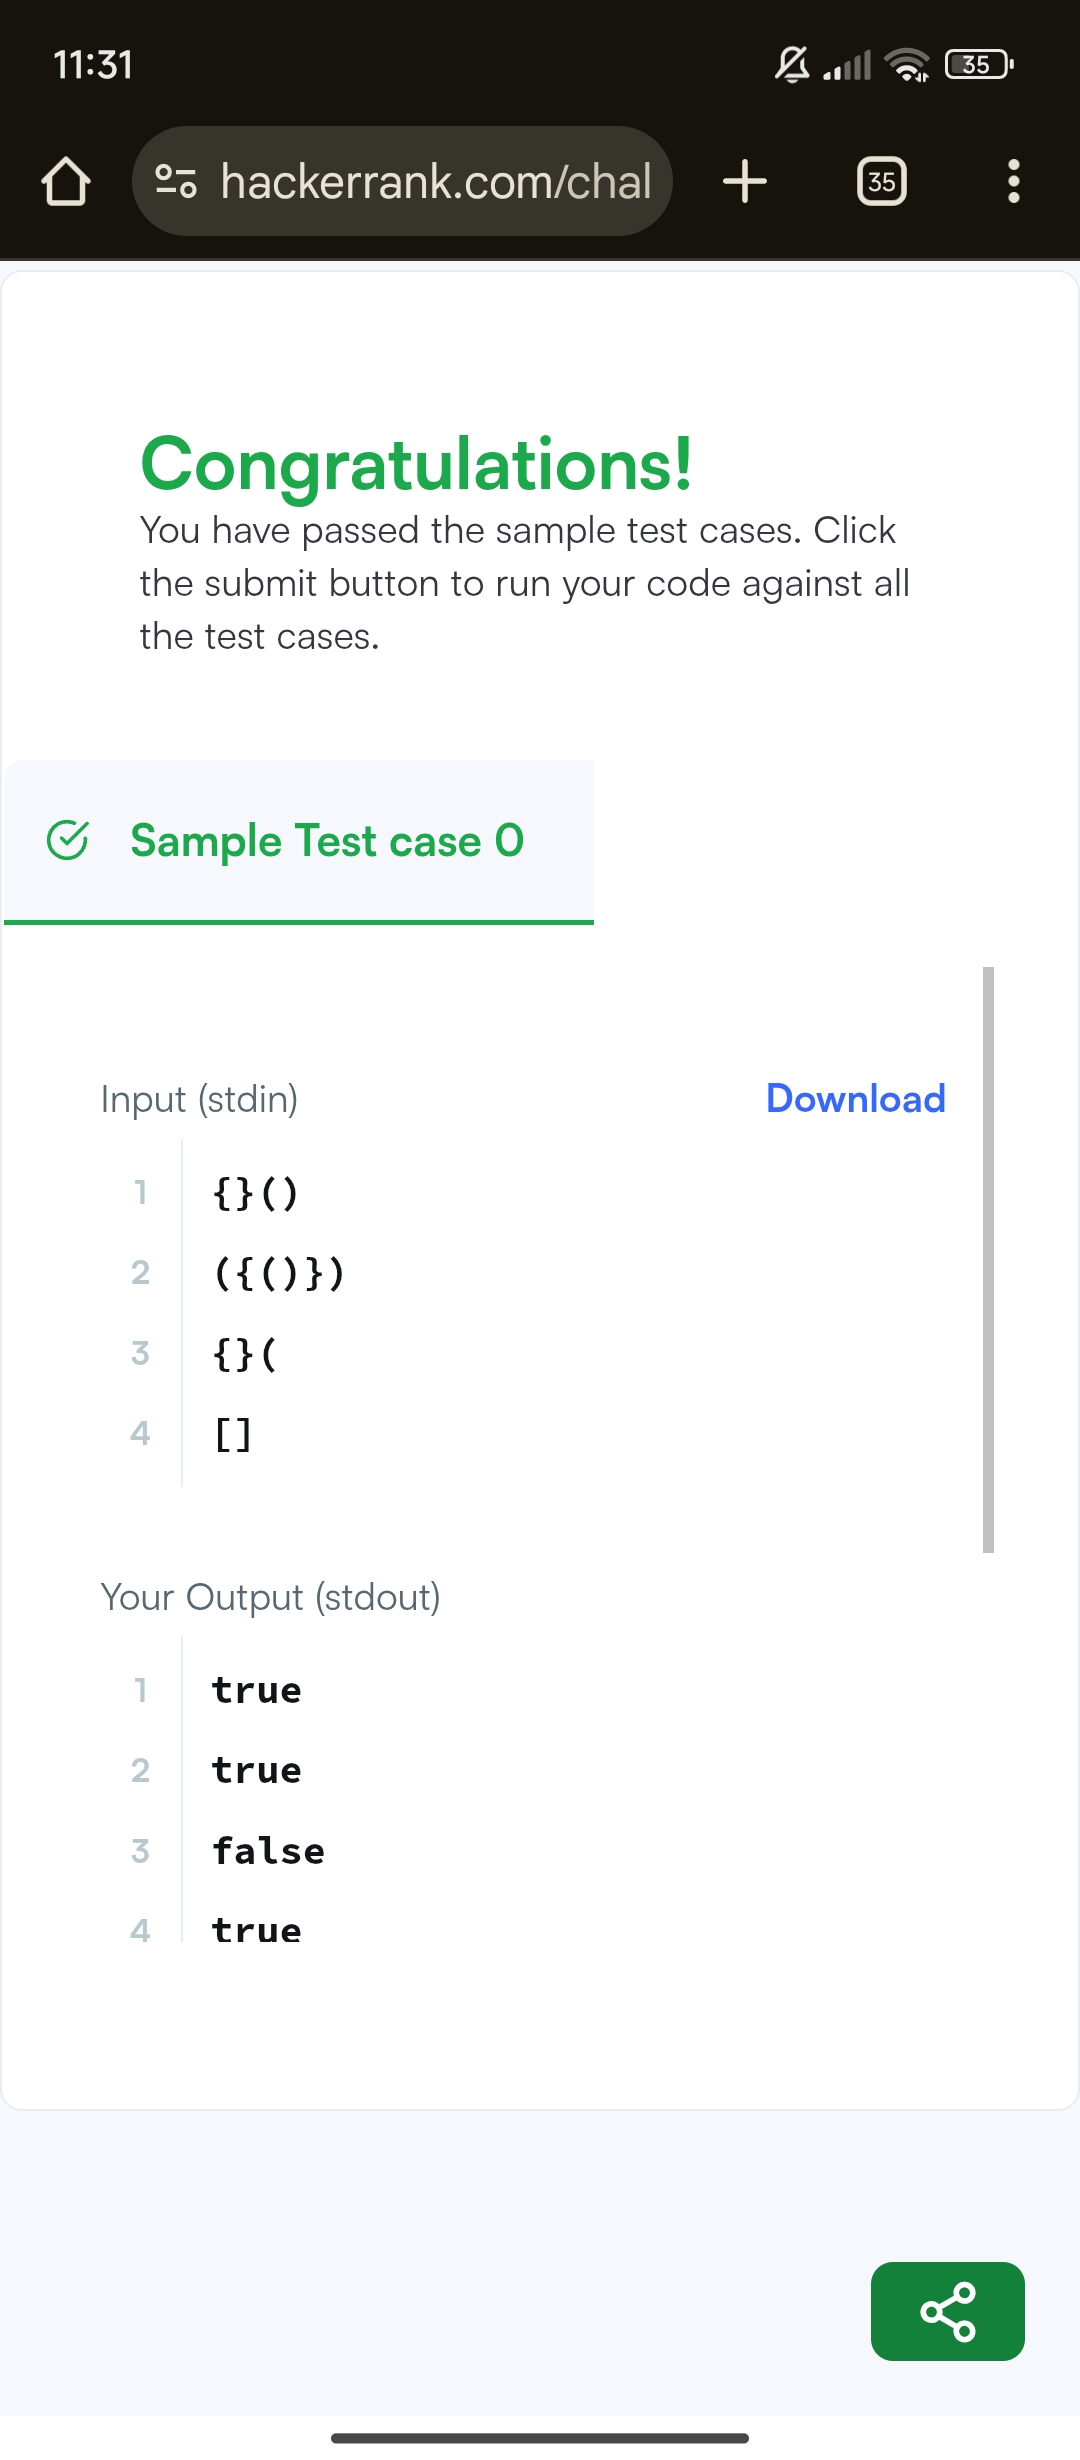 11:31
35
hackerrank.com/chal
35
Congratulations!
You have passed the sample test cases. Click
the submit button to run your code against all
the test cases.
Sample Test case 0
Input (stdin)
Download
1 {}()
2 ({()})
3 {}(
4 []
Your Output (stdout)
1 true
2 true
3 false
4 true